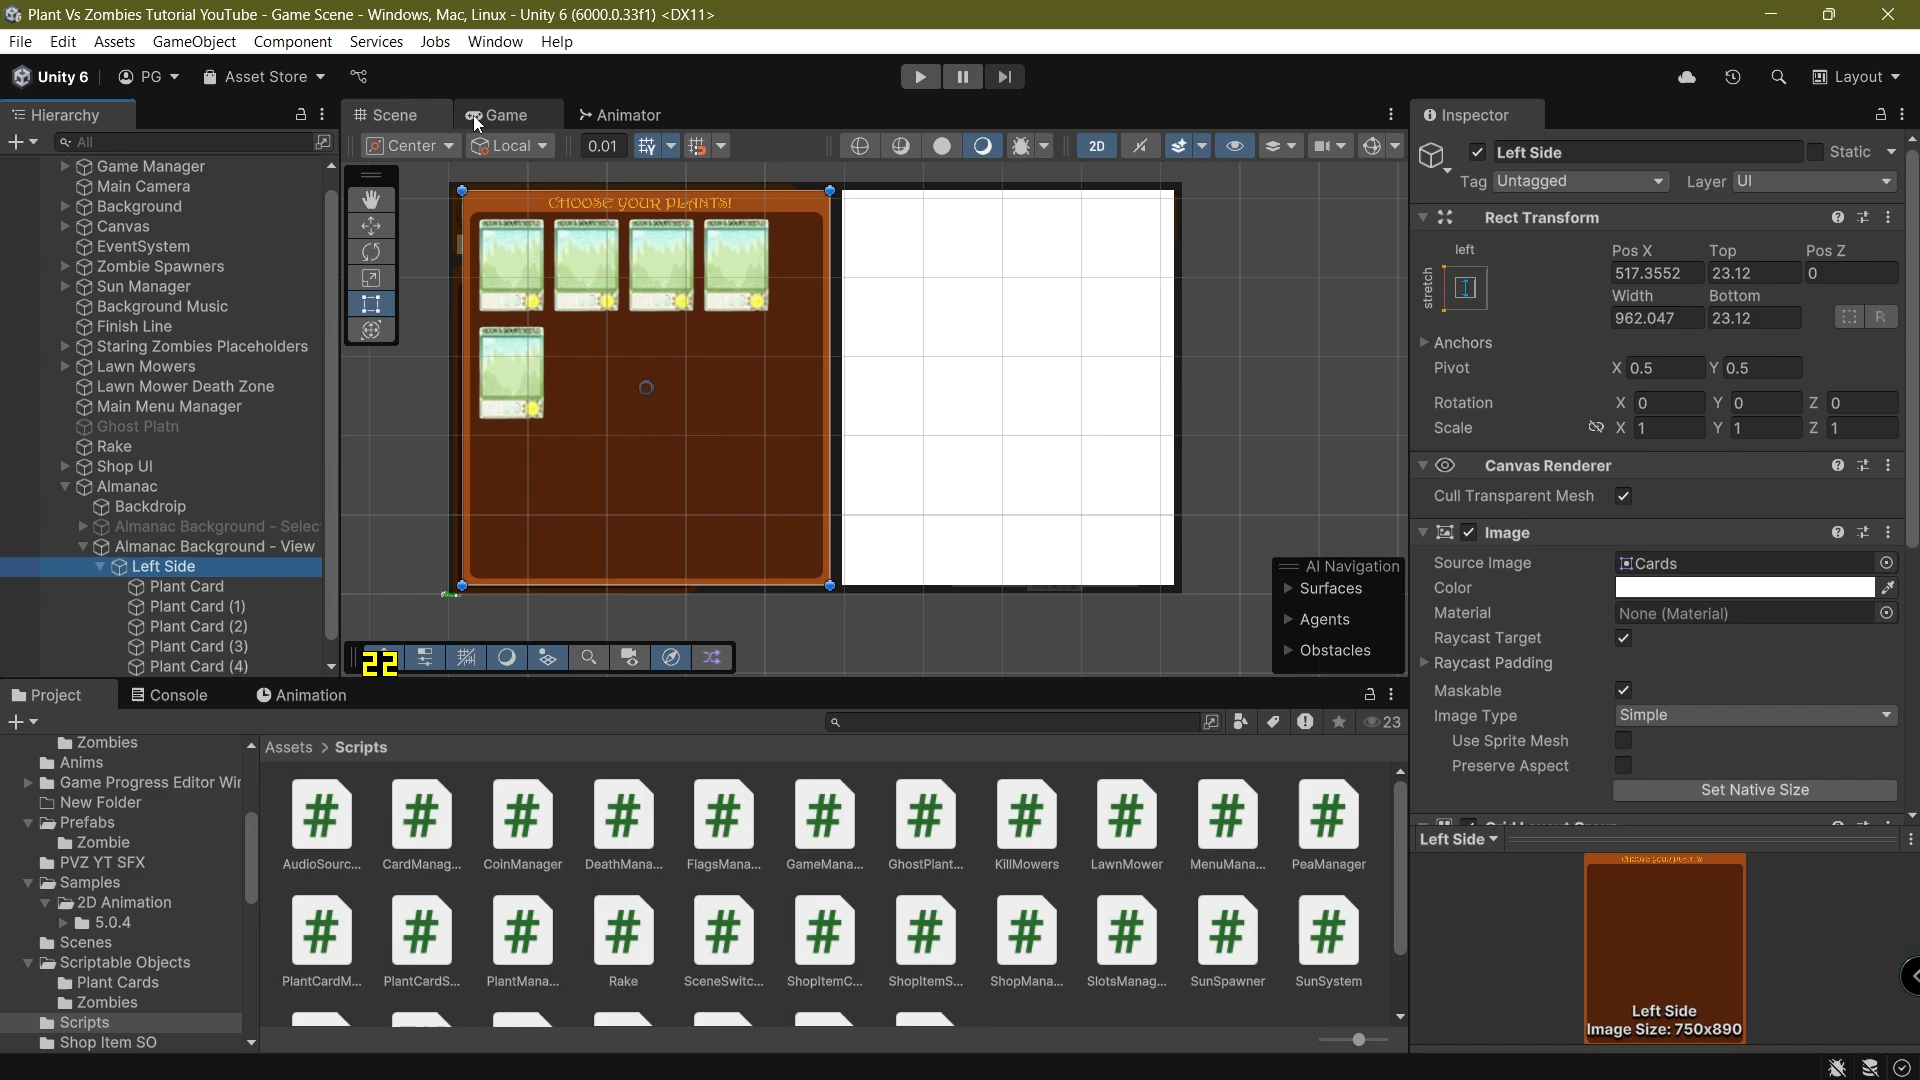 Plant Vs Zombies Tutorial YouTube - Game Scene - Windows, Mac, Linux - Unity 6 (6000.0.33f1) <DX11>
File Edit Assets GameObject Component Services Jobs Window Help
Unity 6 PG Asset Store Layout
Hierarchy
All
Game Manager
Main Camera
Background
Canvas
EventSystem
Zombie Spawners
Sun Manager
Background Music
Finish Line
Staring Zombies Placeholders
Lawn Mowers
Lawn Mower Death Zone
Main Menu Manager
Ghost Platn
Rake
Shop UI
Almanac
Backdroip
Almanac Background - Selec
Almanac Background - View
Left Side
Plant Card
Plant Card (1)
Plant Card (2)
Plant Card (3)
Plant Card (4)
Scene Game Animator
Center Local 0.01 2D
CHOOSE YOUR PLANTS!
AI Navigation
Surfaces
Agents
Obstacles
22
Inspector
Left Side Static
Tag Untagged Layer UI
Rect Transform
left Pos X Top Pos Z
stretch 517.3552 23.12 0
Width Bottom
962.047 23.12 R
Anchors
Pivot X 0.5 Y 0.5
Rotation X 0 Y 0 Z 0
Scale X 1 Y 1 Z 1
Canvas Renderer
Cull Transparent Mesh
Image
Source Image Cards
Color
Material None (Material)
Raycast Target
Raycast Padding
Maskable
Image Type Simple
Use Sprite Mesh
Preserve Aspect
Set Native Size
Left Side
CHOOSE YOUR PLANTS!
Left Side
Image Size: 750x890
Project Console Animation
23
Zombies
Anims
Game Progress Editor Wir
New Folder
Prefabs
Zombie
PVZ YT SFX
Samples
2D Animation
5.0.4
Scenes
Scriptable Objects
Plant Cards
Zombies
Scripts
Shop Item SO
Assets > Scripts
AudioSourc... CardManag... CoinManager DeathMana... FlagsMana... GameMana... GhostPlant... KillMowers LawnMower MenuMana... PeaManager
PlantCardM... PlantCardS... PlantMana... Rake SceneSwitc... ShopItemC... ShopItemS... ShopMana... SlotsManag... SunSpawner SunSystem